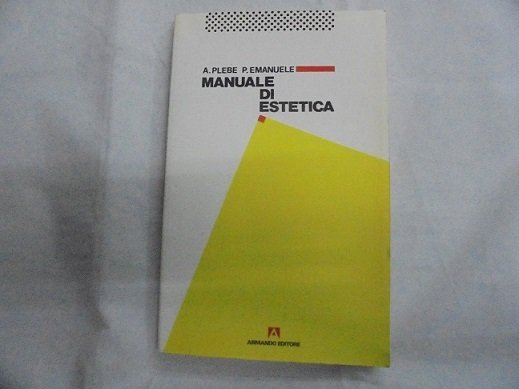 A. PLEBE P. EMANUELE
MANUALE
DI
ESTETICA
A
ARMANDO EDITORE